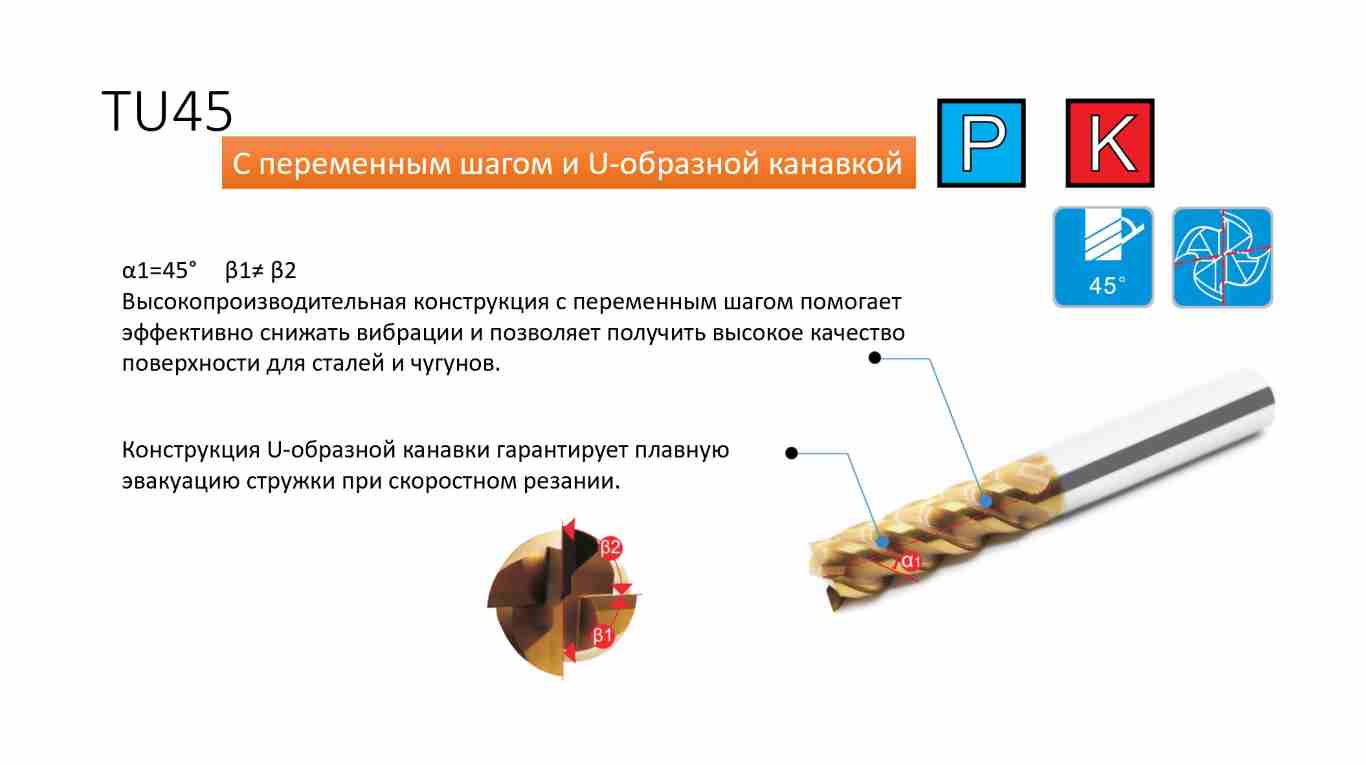 TU45
С переменным шагом и U-образной канавкой
P
K
45°
α1=45° β1≠ β2
Высокопроизводительная конструкция с переменным шагом помогает
эффективно снижать вибрации и позволяет получить высокое качество
поверхности для сталей и чугунов.
Конструкция U-образной канавки гарантирует плавную
эвакуацию стружки при скоростном резании.
β2
α1
β1